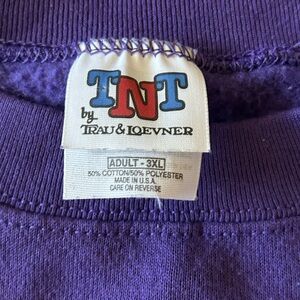 TNT
by
TRAU & LOEVNER
ADULT - 3XL
50% COTTON/50% POLYESTER
MADE IN U.S.A.
CARE ON REVERSE